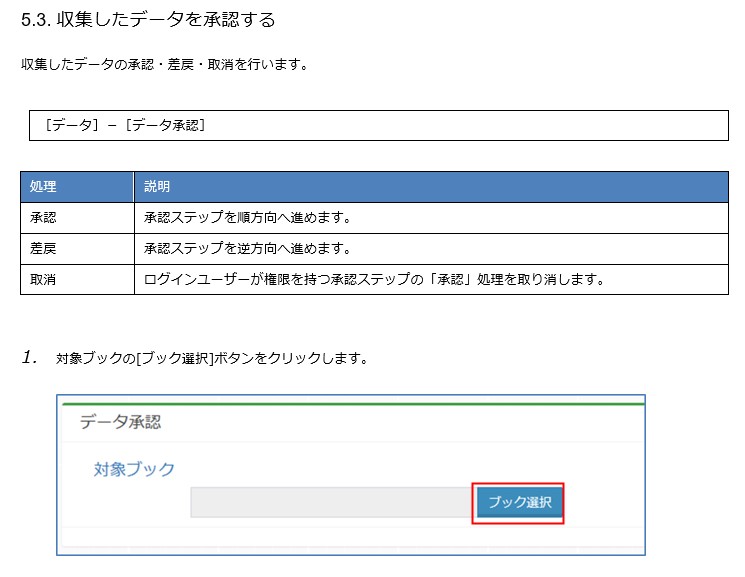 5.3. 収集したデータを承認する
収集したデータの承認・差戻・取消を行います。
［データ］－［データ承認］
処理 説明
承認 承認ステップを順方向へ進めます。
差戻 承認ステップを逆方向へ進めます。
取消 ログインユーザーが権限を持つ承認ステップの「承認」処理を取り消します。
1. 対象ブックの[ブック選択]ボタンをクリックします。
データ承認
対象ブック
ブック選択